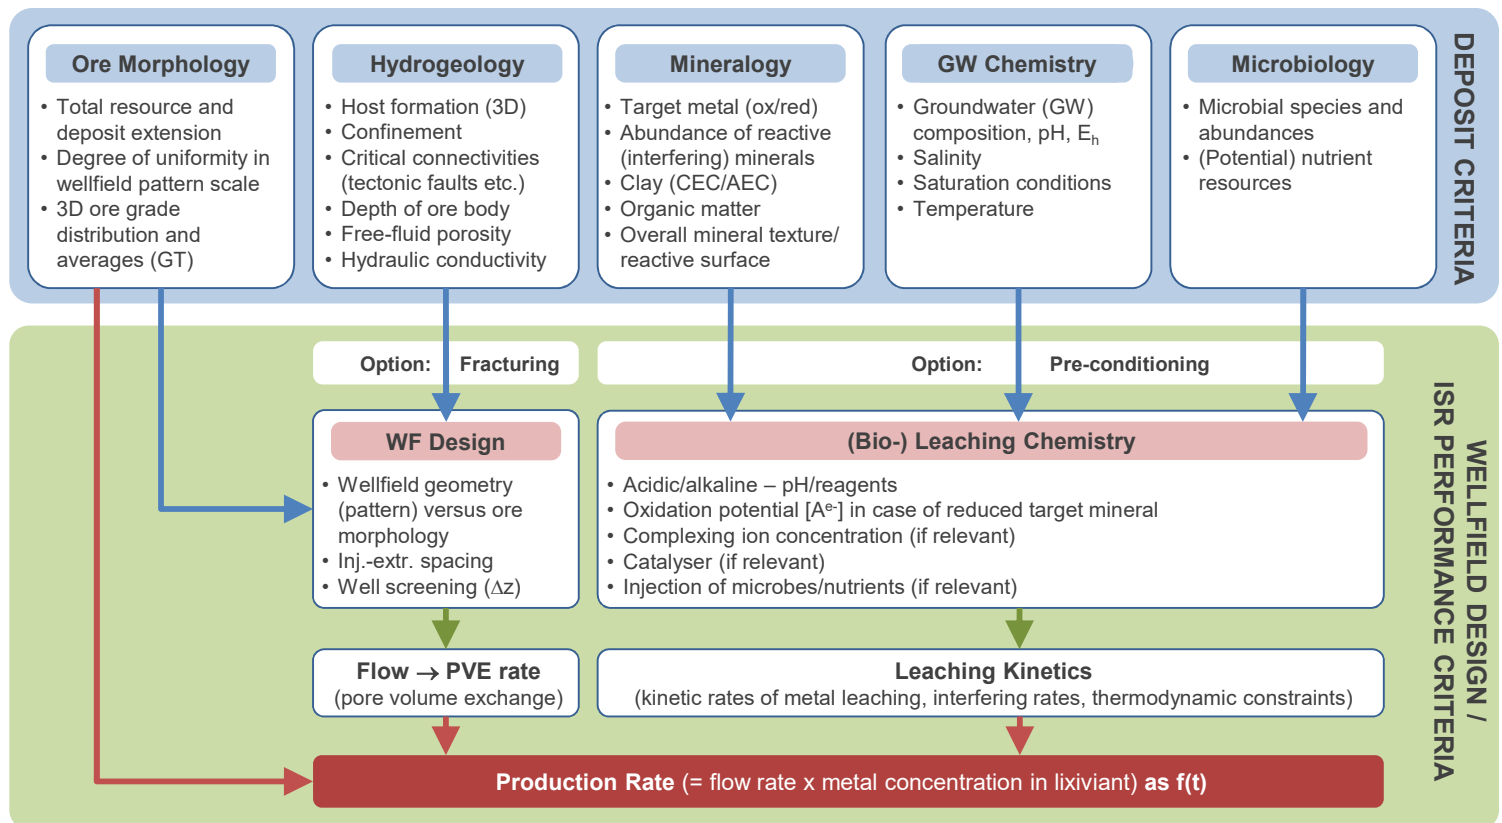 Ore Morphology
• Total resource and
deposit extension
• Degree of uniformity in
wellfield pattern scale
• 3D ore grade
distribution and
averages (GT)
Hydrogeology
• Host formation (3D)
• Confinement
• Critical connectivities
(tectonic faults etc.)
• Depth of ore body
• Free-fluid porosity
• Hydraulic conductivity
Mineralogy
• Target metal (ox/red)
• Abundance of reactive
(interfering) minerals
• Clay (CEC/AEC)
• Organic matter
• Overall mineral texture/
reactive surface
GW Chemistry
• Groundwater (GW)
composition, pH, Eh
• Salinity
• Saturation conditions
• Temperature
Microbiology
• Microbial species and
abundances
• (Potential) nutrient
resources
DEPOSIT CRITERIA
Option: Fracturing
Option: Pre-conditioning
WF Design
• Wellfield geometry
(pattern) versus ore
morphology
• Inj.-extr. spacing
• Well screening (Δz)
(Bio-) Leaching Chemistry
• Acidic/alkaline – pH/reagents
• Oxidation potential [Ae-] in case of reduced target mineral
• Complexing ion concentration (if relevant)
• Catalyser (if relevant)
• Injection of microbes/nutrients (if relevant)
Flow → PVE rate
(pore volume exchange)
Leaching Kinetics
(kinetic rates of metal leaching, interfering rates, thermodynamic constraints)
Production Rate (= flow rate x metal concentration in lixiviant) as f(t)
WELLFIELD DESIGN /
ISR PERFORMANCE CRITERIA